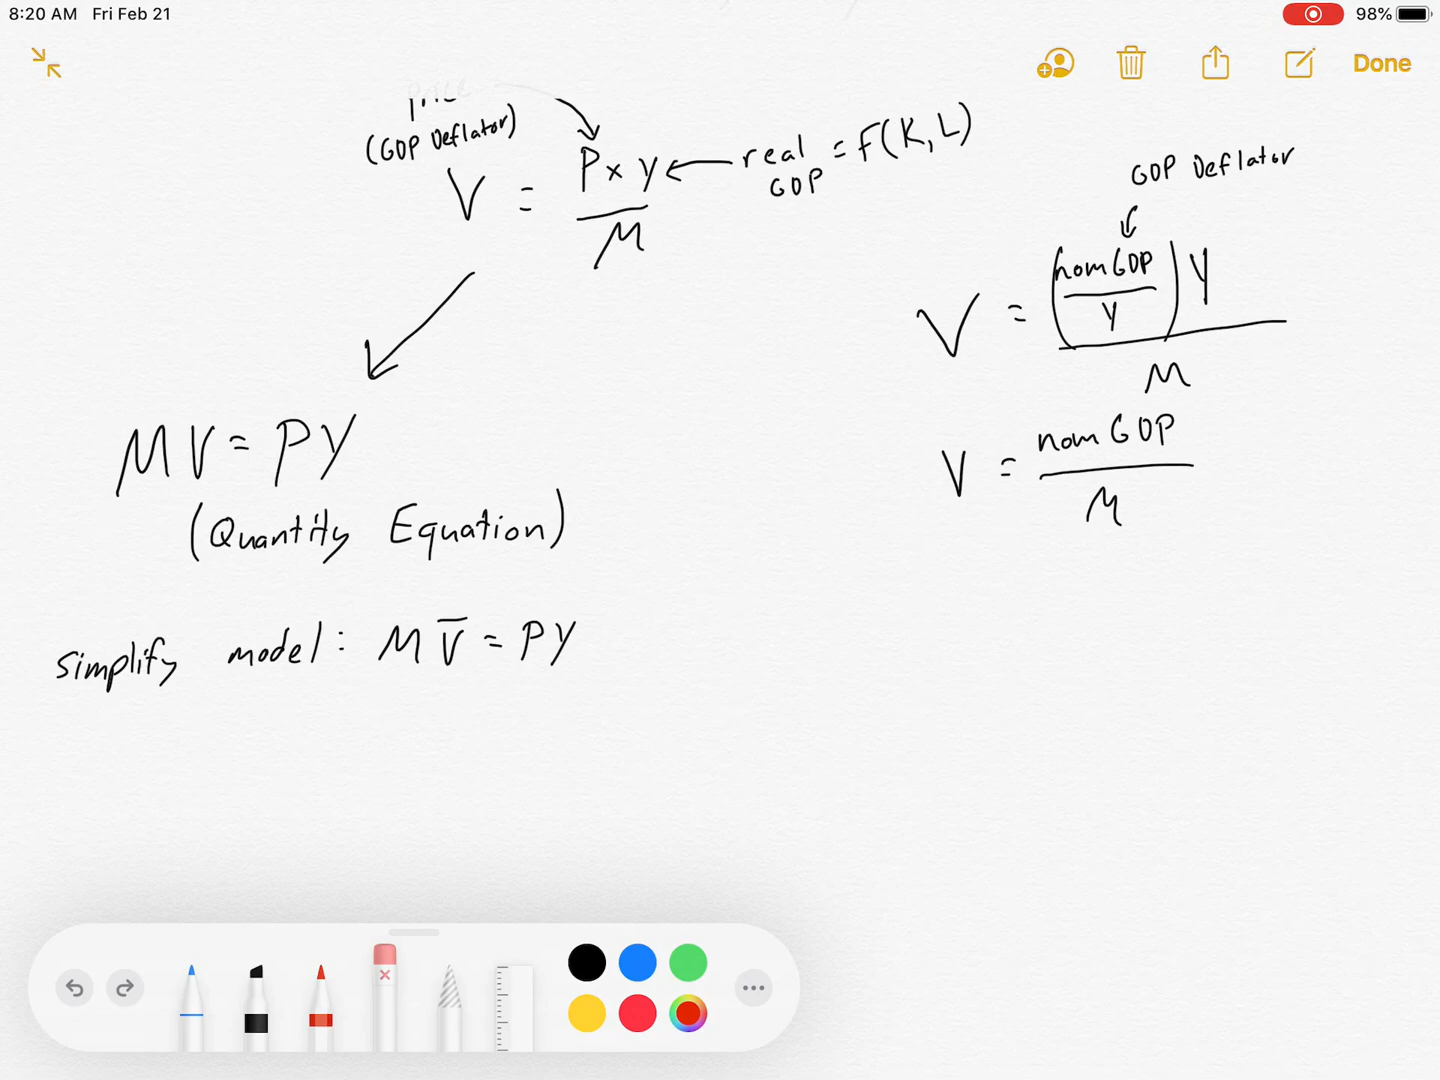 8:20 AM Fri Feb 21
98%
Done
price
(GDP Deflator)
V = P x Y / M
real GDP = F(K, L)
GDP Deflator
V = (nom GDP / Y) Y / M
V = nom GDP / M
MV = PY
(Quantity Equation)
simplify model: M V̅ = PY